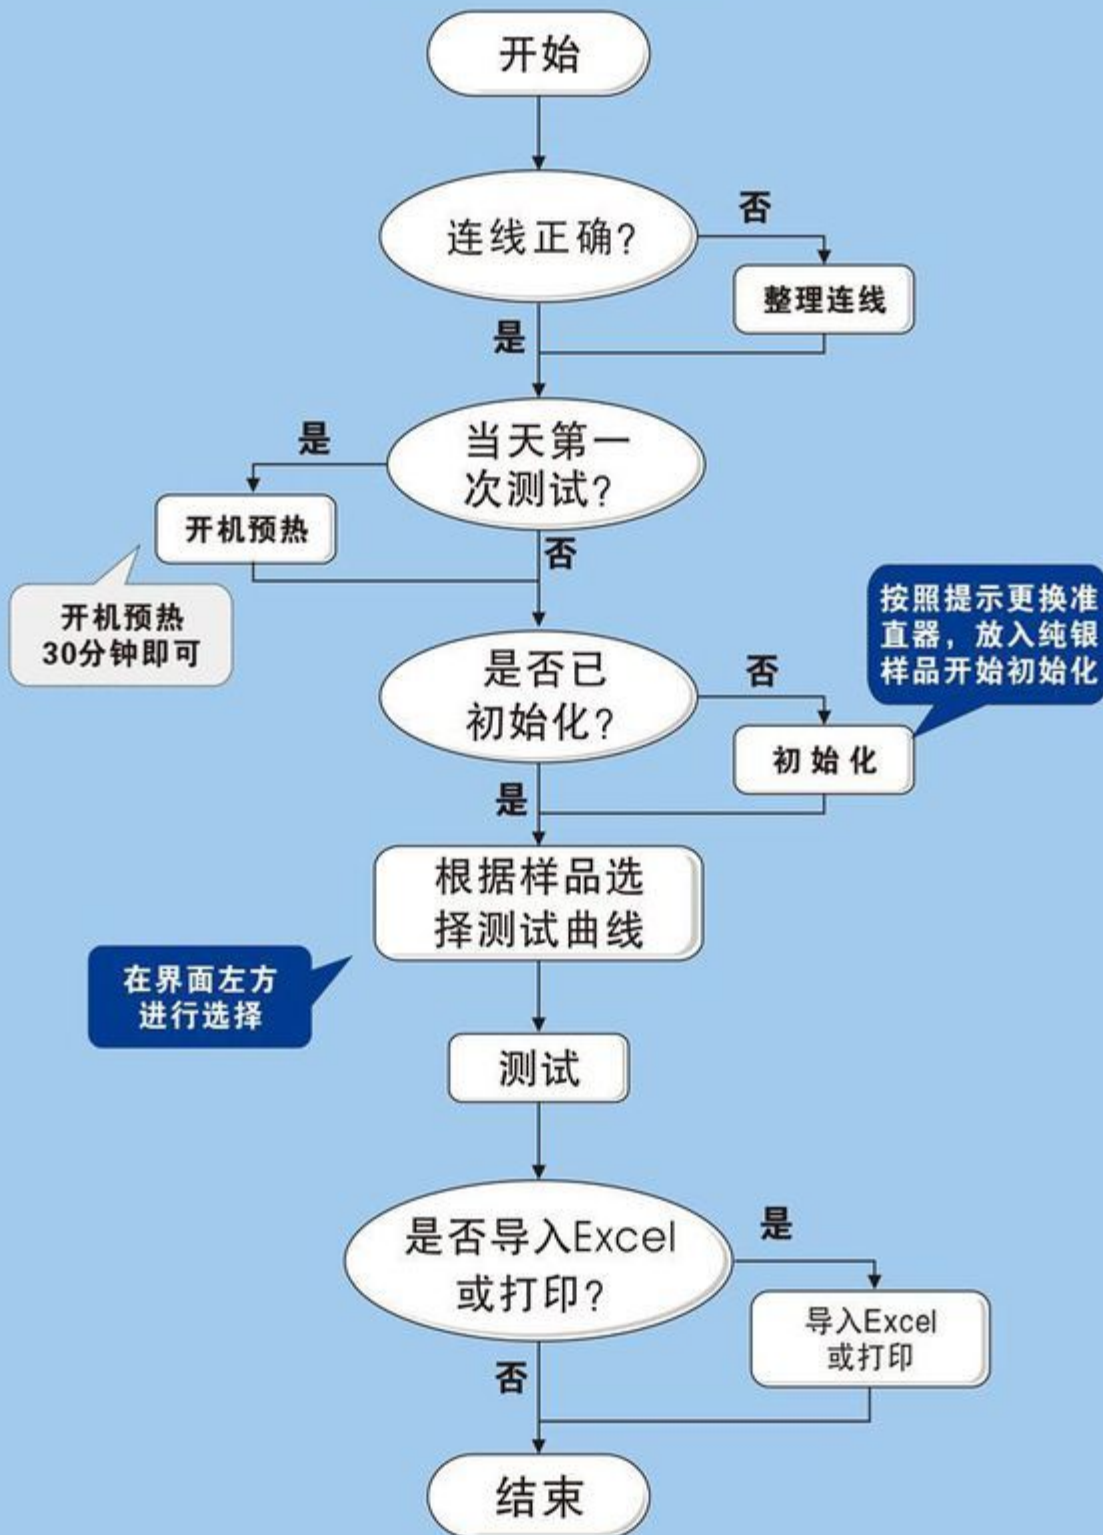 开始
连线正确?
否
整理连线
是
当天第一
次测试?
是
开机预热
开机预热
30分钟即可
否
是否已
初始化?
否
初始化
按照提示更换准
直器，放入纯银
样品开始初始化
是
根据样品选
择测试曲线
在界面左方
进行选择
测试
是否导入Excel
或打印?
是
导入Excel
或打印
否
结束